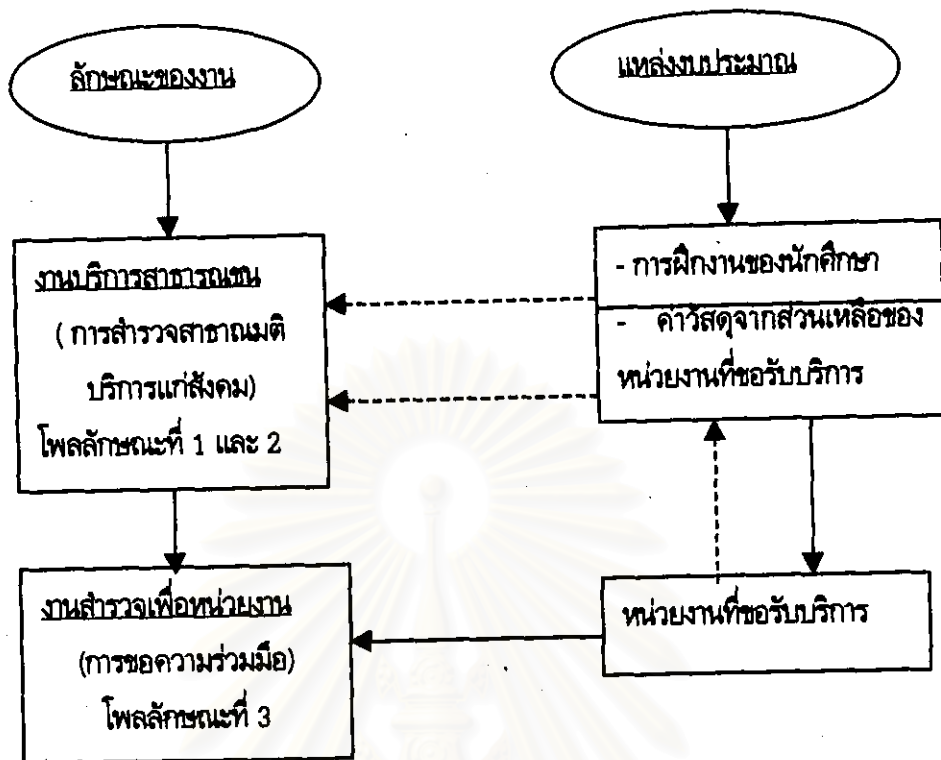 ลักษณะของงาน
แหล่งงบประมาณ
งานบริการสาธารณชน
( การสำรวจสาธาณมติ
บริการแก่สังคม)
โพลลักษณะที่ 1 และ 2
- การฝึกงานของนักศึกษา
- ค่าวัสดุจากส่วนเหลือของ
หน่วยงานที่ขอรับบริการ
งานสำรวจเพื่อหน่วยงาน
(การขอความร่วมมือ)
โพลลักษณะที่ 3
หน่วยงานที่ขอรับบริการ